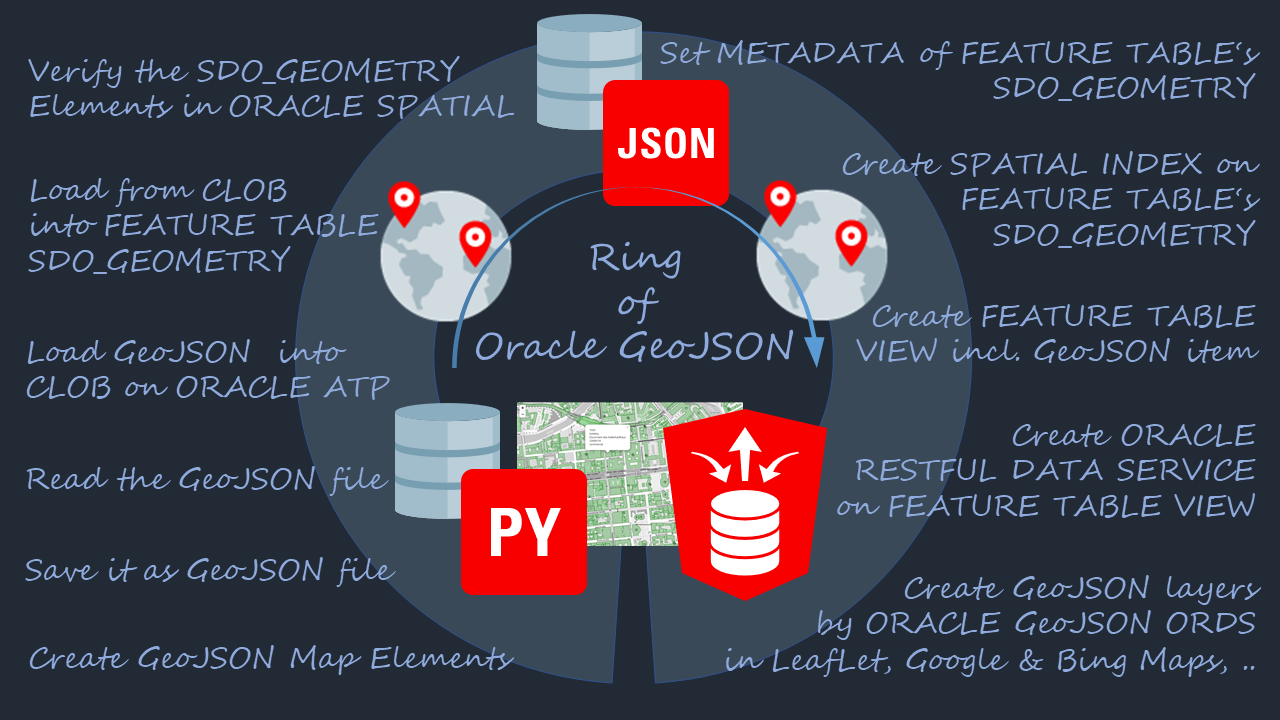 Verify the SDO_GEOMETRY
Elements in ORACLE SPATIAL
Load from CLOB
into FEATURE TABLE
SDO_GEOMETRY
Load GeoJSON into
CLOB on ORACLE ATP
Read the GeoJSON file
Save it as GeoJSON file
Create GeoJSON Map Elements
JSON
Ring
of
Oracle GeoJSON
PY
Set METADATA of FEATURE TABLE‘s
SDO_GEOMETRY
Create SPATIAL INDEX on
FEATURE TABLE‘s
SDO_GEOMETRY
Create FEATURE TABLE
VIEW incl. GeoJSON item
Create ORACLE
RESTFUL DATA SERVICE
on FEATURE TABLE VIEW
Create GeoJSON layers
by ORACLE GeoJSON ORDS
in LeafLet, Google & Bing Maps, ..